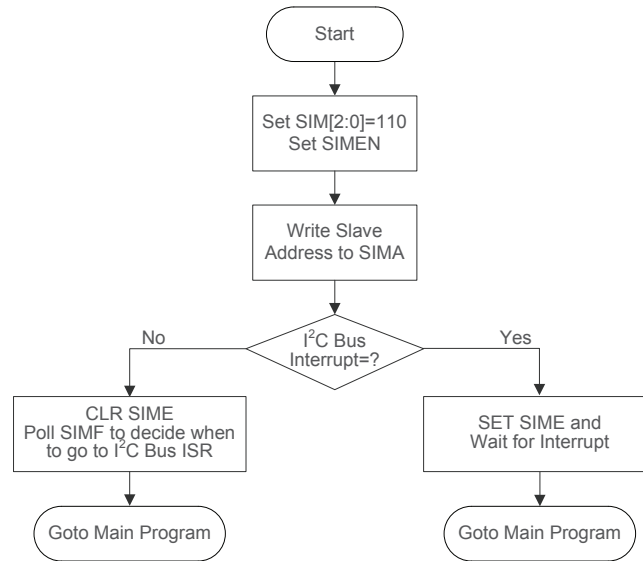 Start
Set SIM[2:0]=110
Set SIMEN
Write Slave
Address to SIMA
I²C Bus
Interrupt=?
No
Yes
CLR SIME
Poll SIMF to decide when
to go to I²C Bus ISR
SET SIME and
Wait for Interrupt
Goto Main Program
Goto Main Program